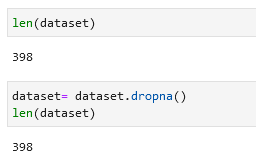 len(dataset)
398
dataset= dataset.dropna()
len(dataset)
398